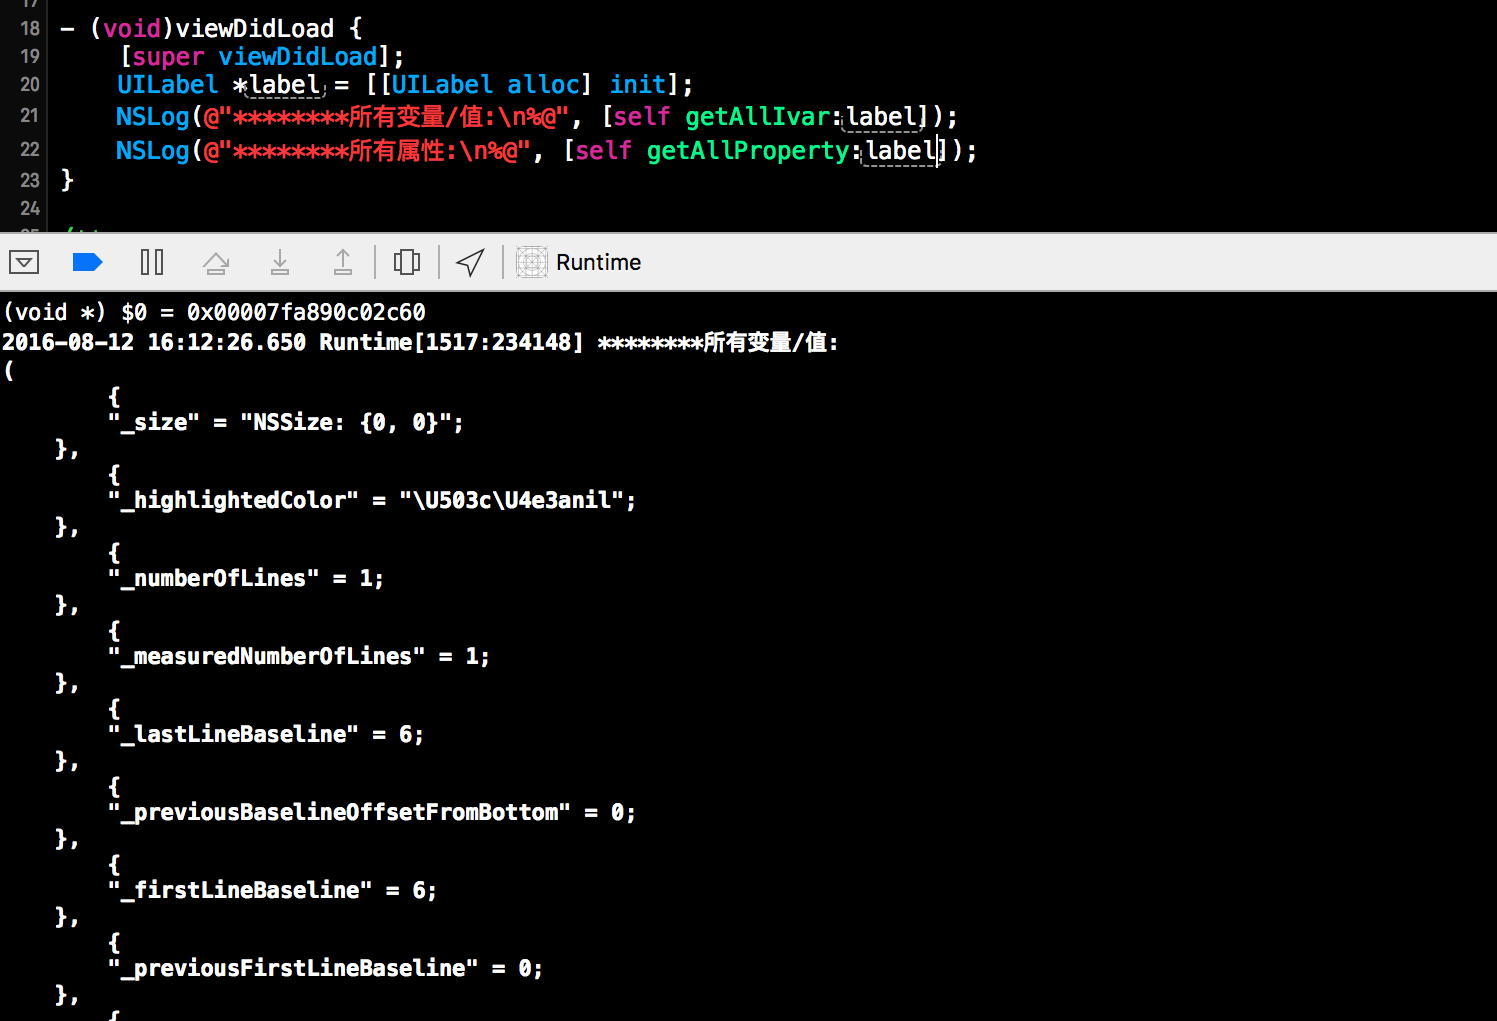 17
18 - (void)viewDidLoad {
19 [super viewDidLoad];
20 UILabel *label = [[UILabel alloc] init];
21 NSLog(@"********所有变量/值:\n%@", [self getAllIvar:label]);
22 NSLog(@"********所有属性:\n%@", [self getAllProperty:label]);
23 }
24
Runtime
(void *) $0 = 0x00007fa890c02c60
2016-08-12 16:12:26.650 Runtime[1517:234148] ********所有变量/值:
(
{
"_size" = "NSSize: {0, 0}";
},
{
"_highlightedColor" = "\U503c\U4e3anil";
},
{
"_numberOfLines" = 1;
},
{
"_measuredNumberOfLines" = 1;
},
{
"_lastLineBaseline" = 6;
},
{
"_previousBaselineOffsetFromBottom" = 0;
},
{
"_firstLineBaseline" = 6;
},
{
"_previousFirstLineBaseline" = 0;
},
{